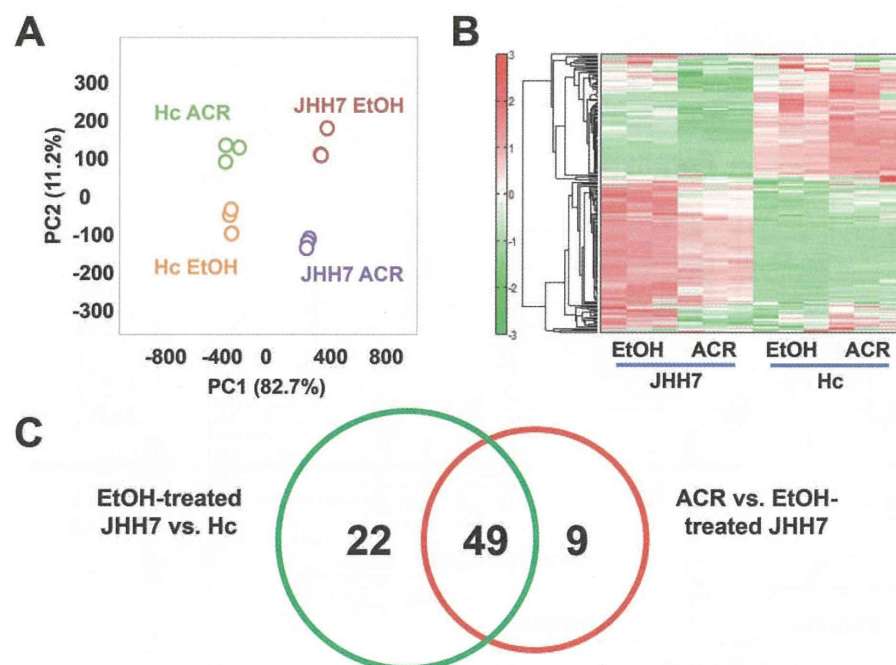 A
300
200
100
0
-100
-200
-300
PC2 (11.2%)
Hc ACR
JHH7 EtOH
Hc EtOH
JHH7 ACR
-800 -400 0 400 800
PC1 (82.7%)
B
3
2
1
0
-1
-2
-3
EtOH ACR EtOH ACR
JHH7 Hc
C
EtOH-treated
JHH7 vs. Hc
22 49 9
ACR vs. EtOH-
treated JHH7